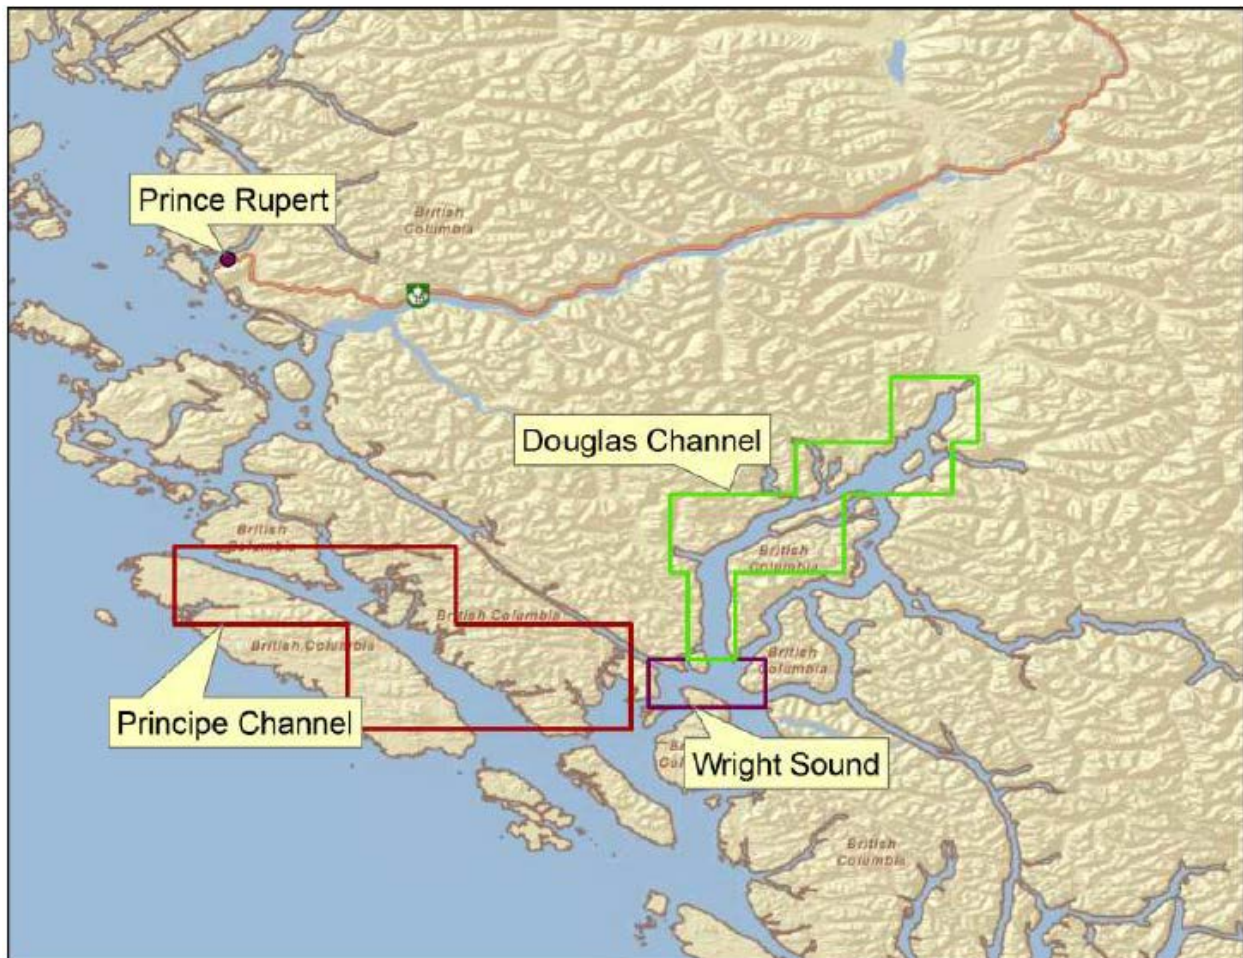 Prince Rupert
British
Columbia
16
Douglas Channel
British
Columbia
British
Columbia
British Columbia
British Columbia
British
Columbia
Principe Channel
Wright Sound
British
Columbia